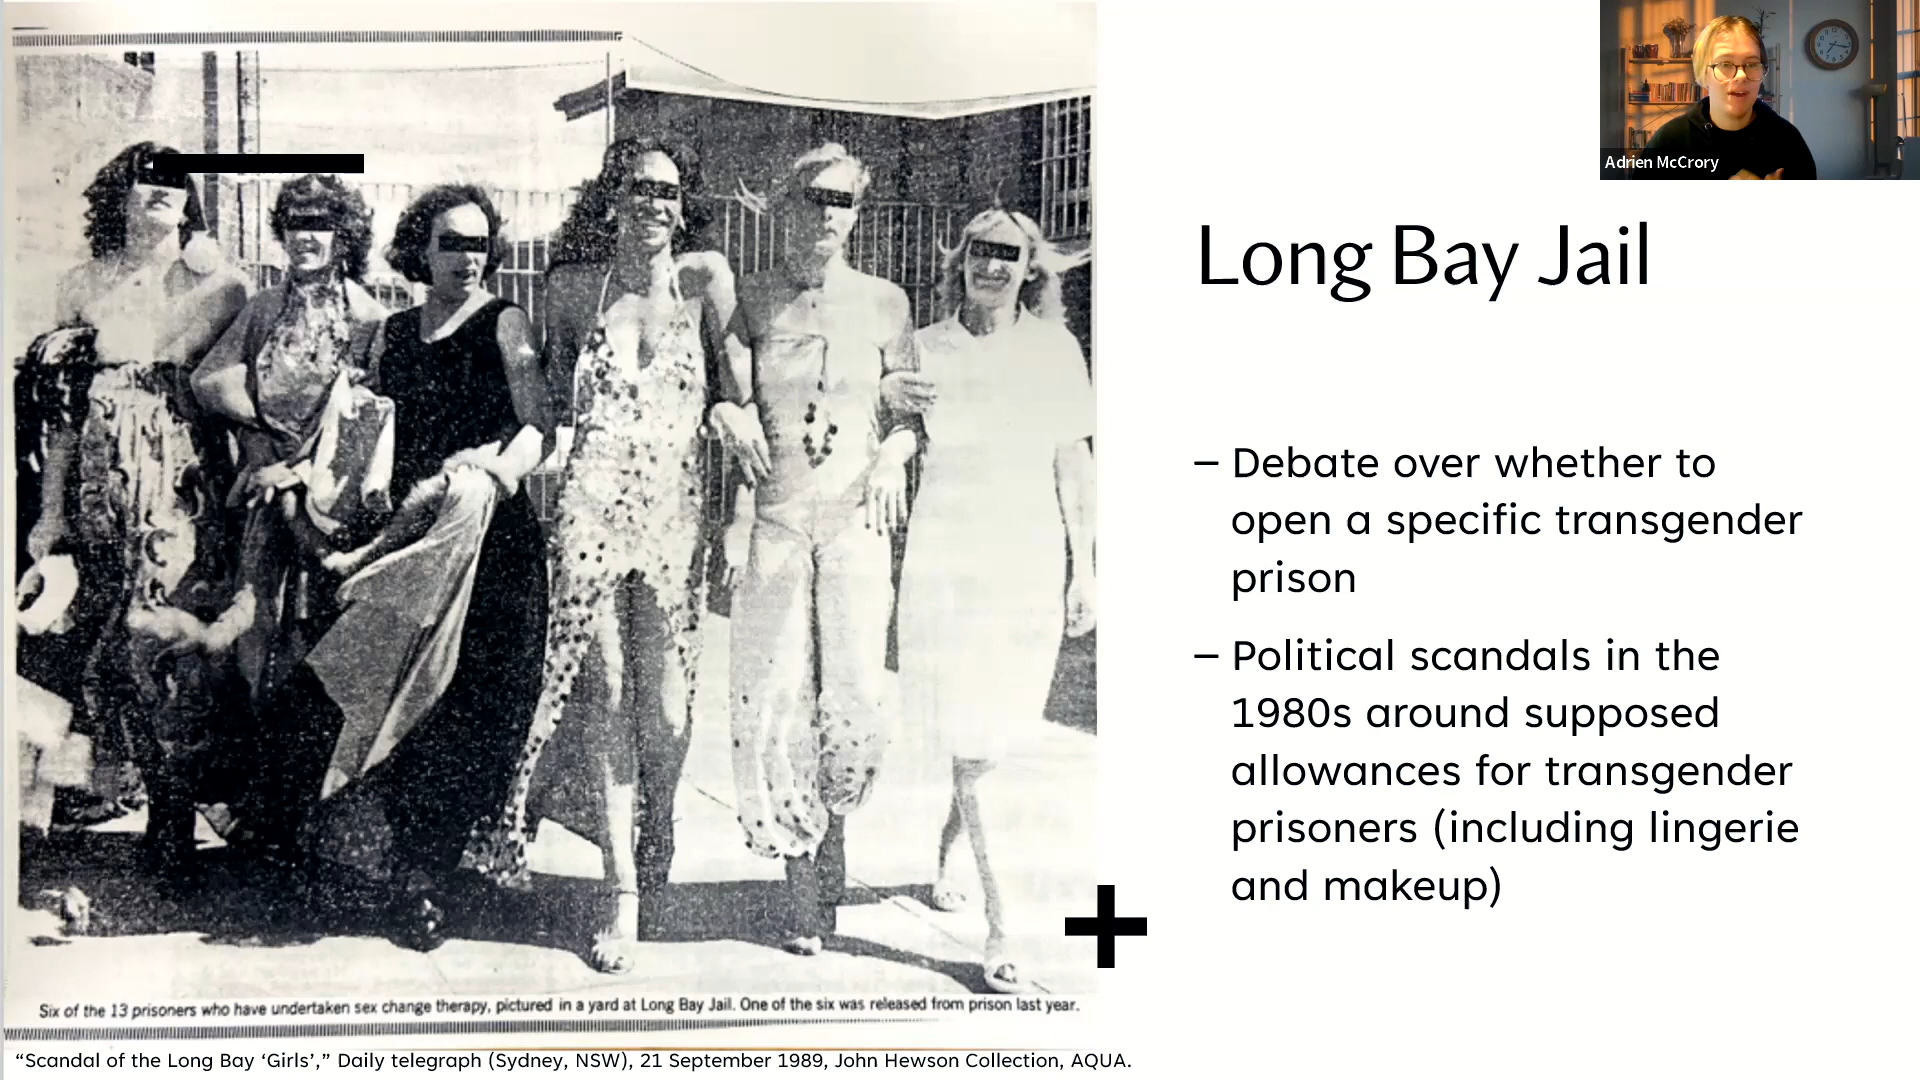 Adrien McCrory
Long Bay Jail
– Debate over whether to
open a specific transgender
prison
– Political scandals in the
1980s around supposed
allowances for transgender
prisoners (including lingerie
and makeup)
Six of the 13 prisoners who have undertaken sex change therapy, pictured in a yard at Long Bay Jail. One of the six was released from prison last year.
“Scandal of the Long Bay ‘Girls’,” Daily telegraph (Sydney, NSW), 21 September 1989, John Hewson Collection, AQUA.